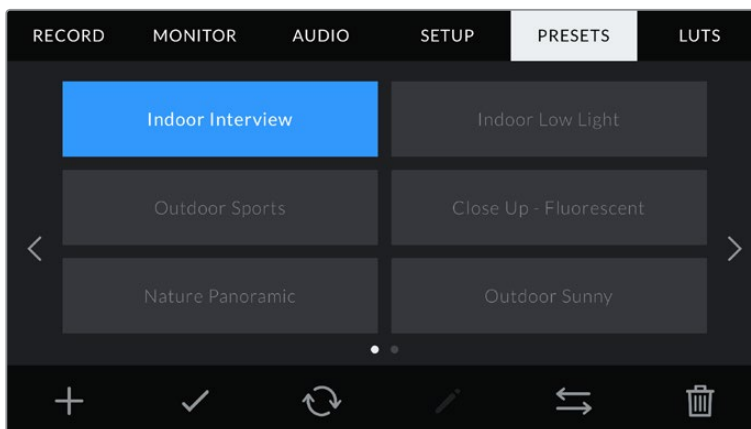 RECORD MONITOR AUDIO SETUP PRESETS LUTS
Indoor Interview Indoor Low Light
Outdoor Sports Close Up - Fluorescent
Nature Panoramic Outdoor Sunny